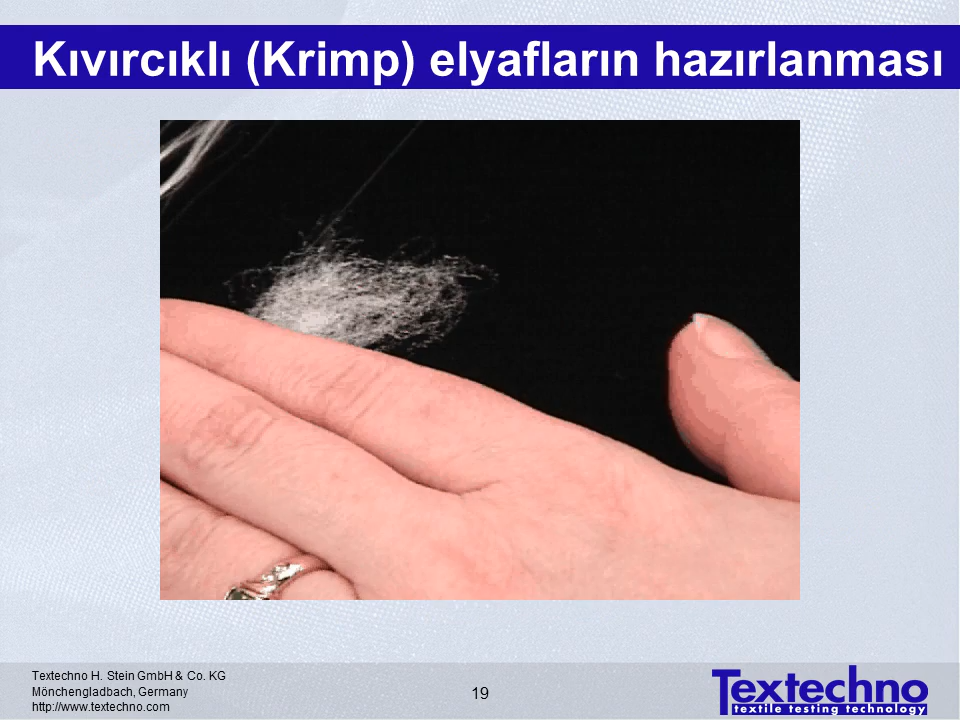 Kıvırcıklı (Krimp) elyafların hazırlanması
Textechno H. Stein GmbH & Co. KG
Mönchengladbach, Germany
http://www.textechno.com
19
Textechno
textile testing technology